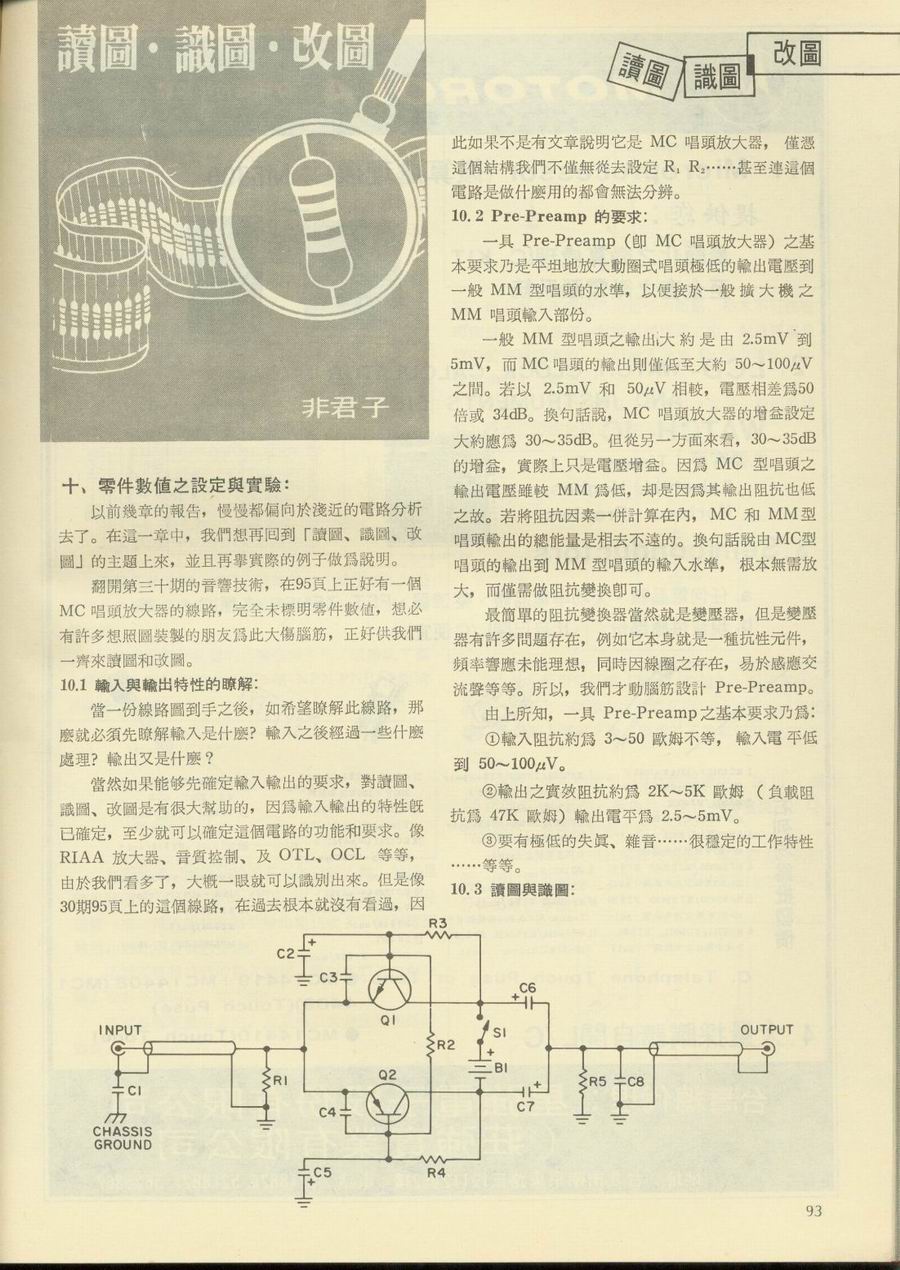 讀圖・識圖・改圖
非君子
讀圖
識圖
改圖
十、零件數值之設定與實驗:
以前幾章的報告，慢慢都偏向於淺近的電路分析
去了。在這一章中，我們想再回到「讀圖、識圖、改
圖」的主題上來，並且再擧實際的例子做爲說明。
翻開第三十期的音響技術，在95頁上正好有一個
MC 唱頭放大器的線路，完全未標明零件數值，想必
有許多想照圖裝製的朋友爲此大傷腦筋，正好供我們
一齊來讀圖和改圖。
10.1 輸入與輸出特性的瞭解:
當一份線路圖到手之後，如希望瞭解此線路，那
麼就必須先瞭解輸入是什麼？輸入之後經過一些什麼
處理？輸出又是什麼？
當然如果能够先確定輸入輸出的要求，對讀圖、
識圖、改圖是有很大幫助的，因爲輸入輸出的特性旣
已確定，至少就可以確定這個電路的功能和要求。像
RIAA 放大器、音質控制、及 OTL、OCL 等等，
由於我們看多了，大槪一眼就可以識別出來。但是像
30期95頁上的這個線路，在過去根本就沒有看過，因
此如果不是有文章說明它是 MC 唱頭放大器， 僅憑
這個結構我們不僅無從去設定 R₁ R₂……甚至連這個
電路是做什麼用的都會無法分辨。
10.2 Pre-Preamp 的要求:
一具 Pre-Preamp（卽 MC 唱頭放大器）之基
本要求乃是平坦地放大動圈式唱頭極低的輸出電壓到
一般 MM 型唱頭的水準，以便接於一般擴大機之
MM 唱頭輸入部份。
一般 MM 型唱頭之輸出大約是由 2.5mV 到
5mV，而 MC 唱頭的輸出則僅低至大約 50～100μV
之間。若以 2.5mV 和 50μV 相較，電壓相差爲50
倍或 34dB。換句話說，MC 唱頭放大器的增益設定
大約應爲 30～35dB。但從另一方面來看，30～35dB
的增益，實際上只是電壓增益。因爲 MC 型唱頭之
輸出電壓雖較 MM 爲低，却是因爲其輸出阻抗也低
之故。若將阻抗因素一併計算在內， MC 和 MM型
唱頭輸出的總能量是相去不遠的。換句話說由 MC型
唱頭的輸出到 MM 型唱頭的輸入水準， 根本無需放
大，而僅需做阻抗變換卽可。
最簡單的阻抗變換器當然就是變壓器，但是變壓
器有許多問題存在，例如它本身就是一種抗性元件，
頻率響應未能理想，同時因線圈之存在，易於感應交
流聲等等。所以，我們才動腦筋設計 Pre-Preamp。
由上所知，一具 Pre-Preamp之基本要求乃爲:
①輸入阻抗約爲 3～50 歐姆不等， 輸入電平低
到 50～100μV。
②輸出之實效阻抗約爲 2K～5K 歐姆 （負載阻
抗爲 47K 歐姆）輸出電平爲 2.5～5mV。
③要有極低的失眞、雜音……很穩定的工作特性
……等等。
10.3 讀圖與識圖:
R3
C2
+
C3
Q1
C6
+
INPUT
OUTPUT
S1
R2
+
B1
R1
C1
Q2
C4
C7
+
R5
C8
CHASSIS
GROUND
C5
+
R4
93